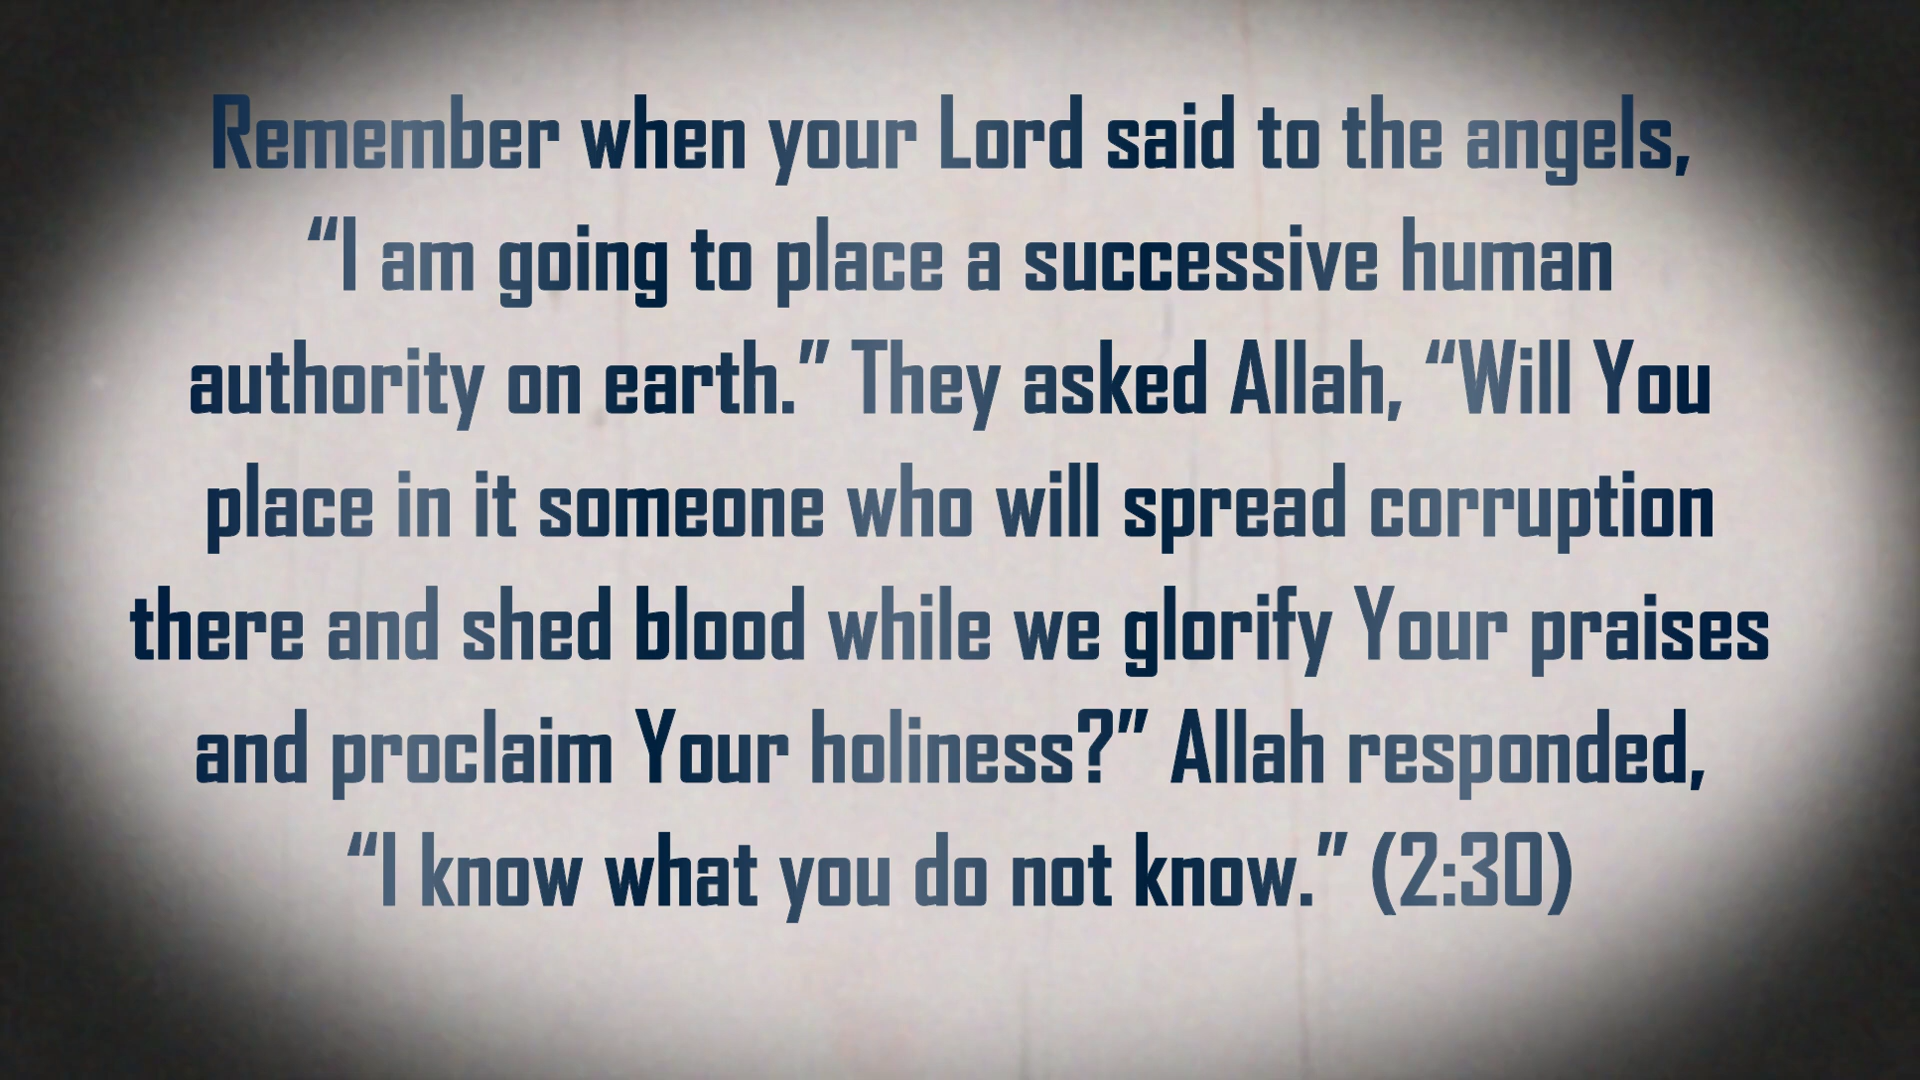 Remember when your Lord said to the angels,
“I am going to place a successive human
authority on earth.” They asked Allah, “Will You
place in it someone who will spread corruption
there and shed blood while we glorify Your praises
and proclaim Your holiness?” Allah responded,
“I know what you do not know.” (2:30)